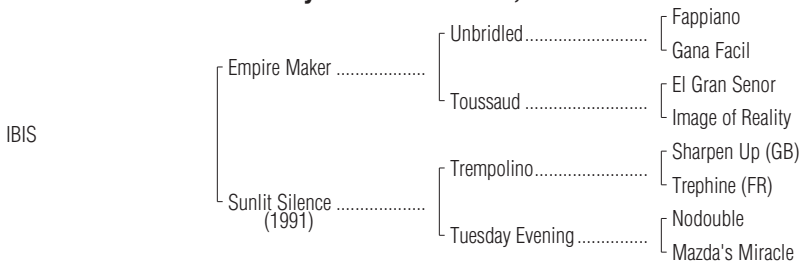 Fappiano
Unbridled
Gana Facil
Empire Maker
El Gran Senor
Toussaud
Image of Reality
IBIS
Sharpen Up (GB)
Trempolino
Trephine (FR)
Sunlit Silence
(1991)
Nodouble
Tuesday Evening
Mazda's Miracle